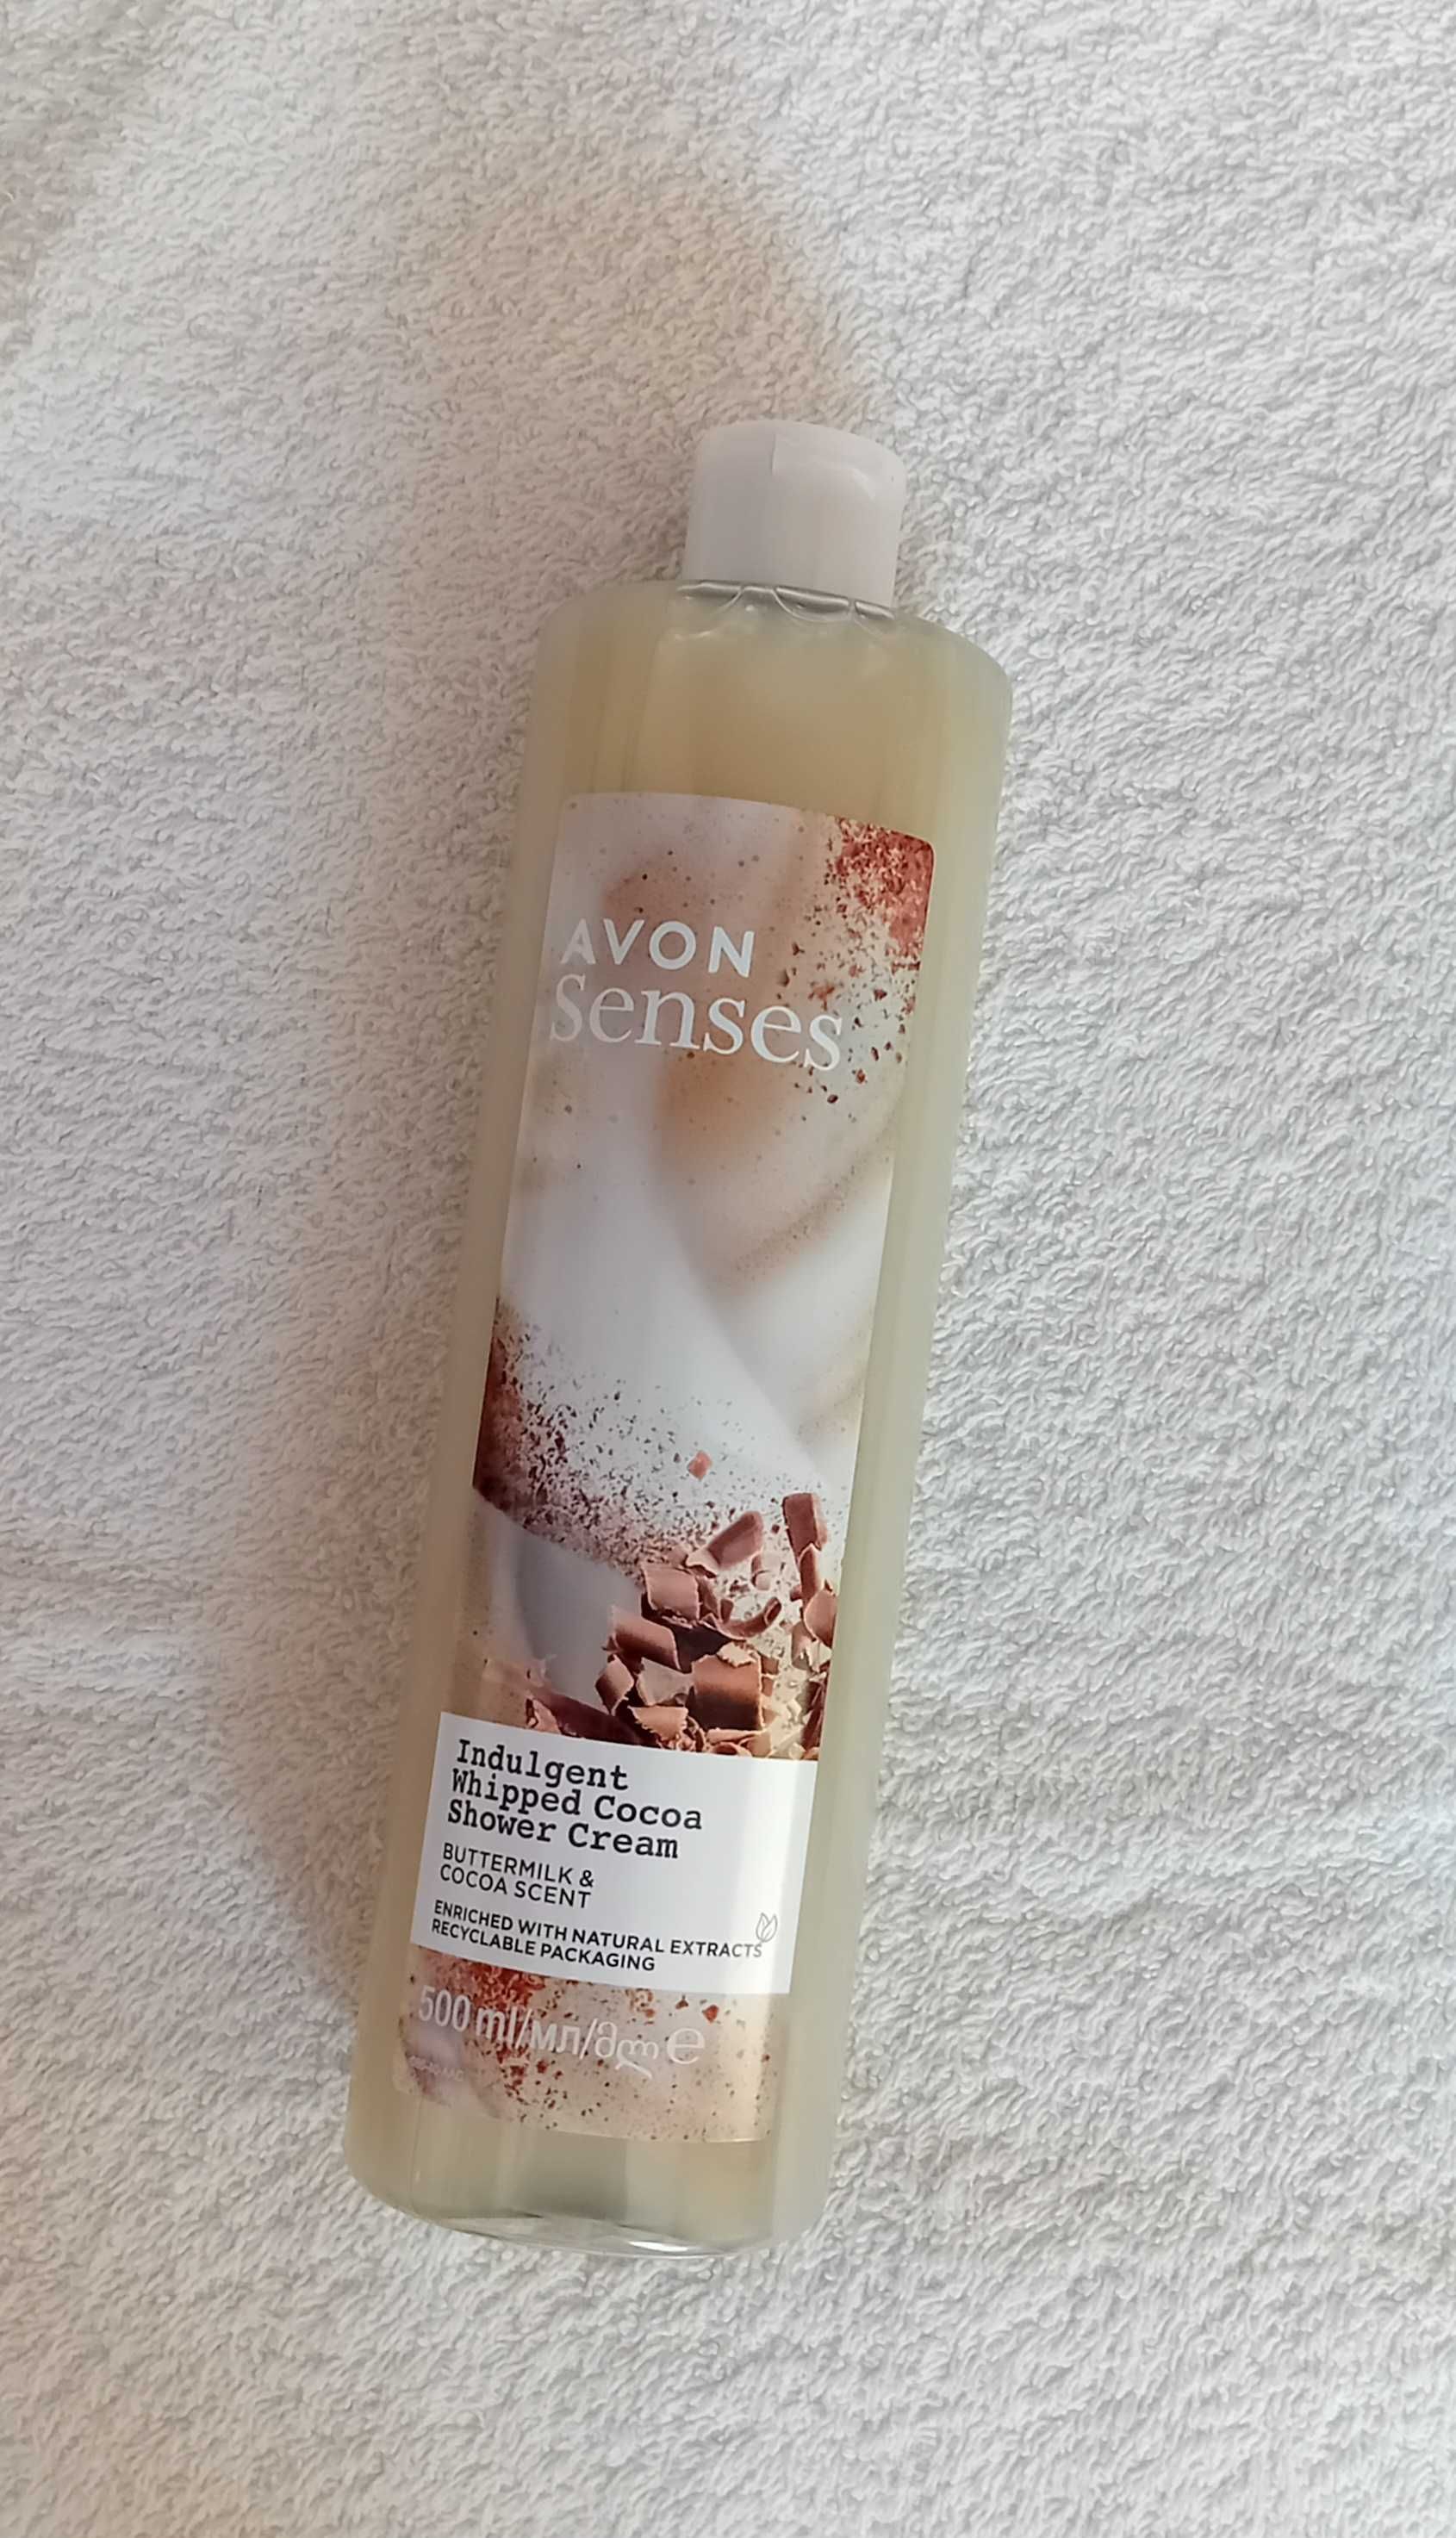 AVON
Senses
Indulgent
Whipped Cocoa
Shower Cream
BUTTERMILK &
COCOA SCENT
ENRICHED WITH NATURAL EXTRACTS
RECYCLABLE PACKAGING
500 ml/мл/მლ ℮